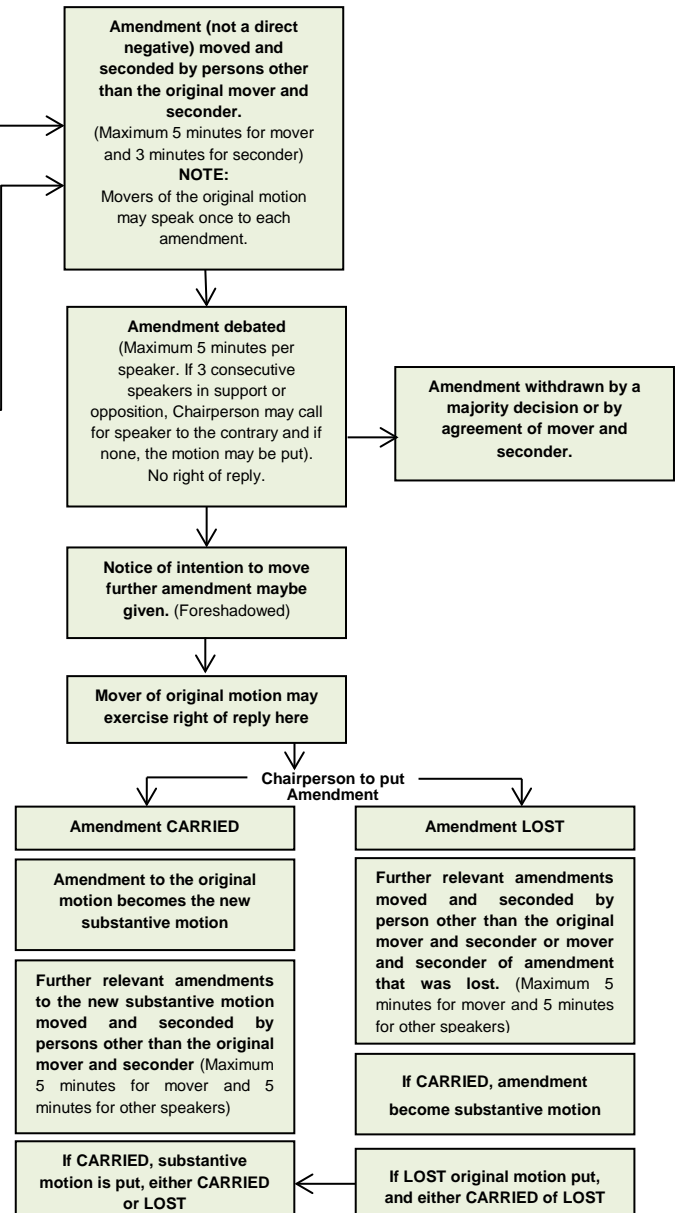 Amendment (not a direct
negative) moved and
seconded by persons other
than the original mover and
seconder.
(Maximum 5 minutes for mover
and 3 minutes for seconder)
NOTE:
Movers of the original motion
may speak once to each
amendment.
Amendment debated
(Maximum 5 minutes per
speaker. If 3 consecutive
speakers in support or
opposition, Chairperson may call
for speaker to the contrary and if
none, the motion may be put).
No right of reply.
Amendment withdrawn by a
majority decision or by
agreement of mover and
seconder.
Notice of intention to move
further amendment maybe
given. (Foreshadowed)
Mover of original motion may
exercise right of reply here
Chairperson to put
Amendment
Amendment CARRIED
Amendment to the original
motion becomes the new
substantive motion
Further relevant amendments
to the new substantive motion
moved and seconded by
persons other than the original
mover and seconder (Maximum
5 minutes for mover and 5
minutes for other speakers)
If CARRIED, substantive
motion is put, either CARRIED
or LOST
Amendment LOST
Further relevant amendments
moved and seconded by
person other than the original
mover and seconder or mover
and seconder of amendment
that was lost. (Maximum 5
minutes for mover and 5 minutes
for other speakers)
If CARRIED, amendment
become substantive motion
If LOST original motion put,
and either CARRIED of LOST